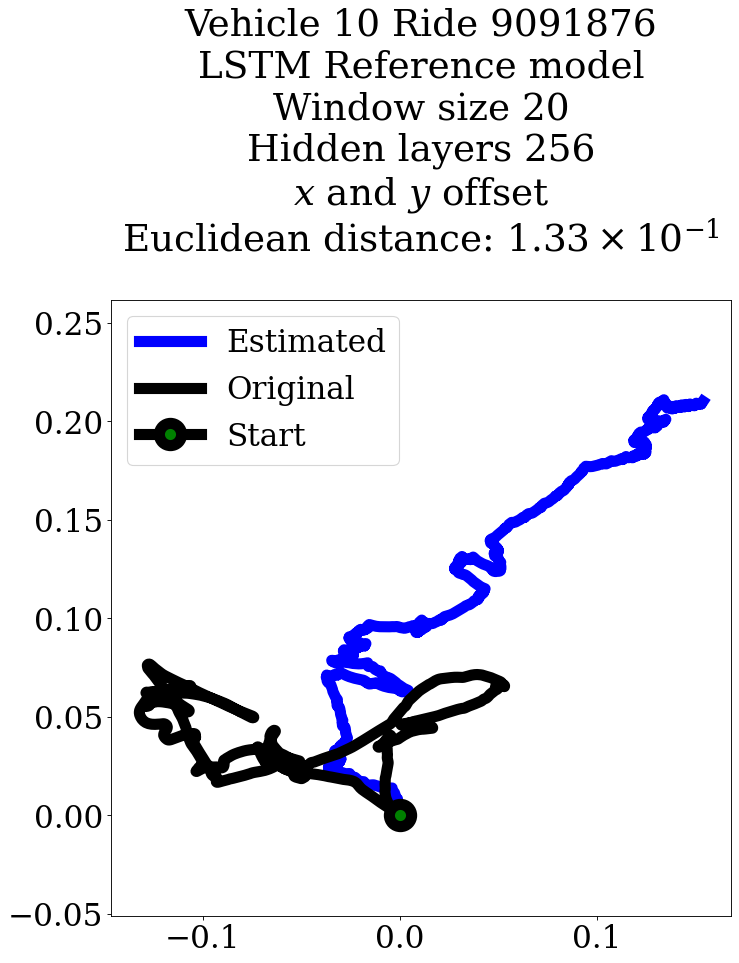 Vehicle 10 Ride 9091876
LSTM Reference model
Window size 20
Hidden layers 256
x and y offset
Euclidean distance: 1.33 × 10⁻¹
Estimated
Original
Start
0.25
0.20
0.15
0.10
0.05
0.00
−0.05
−0.1
0.0
0.1